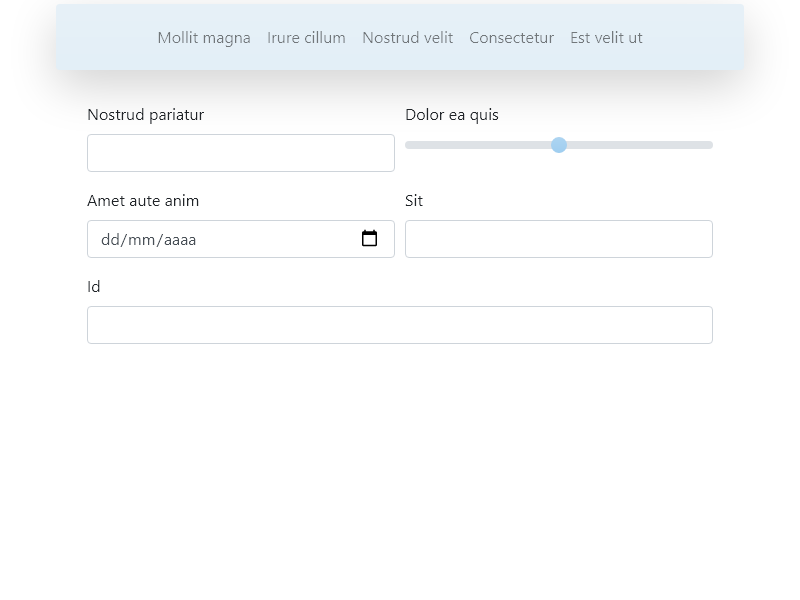 Mollit magna Irure cillum Nostrud velit Consectetur Est velit ut
Nostrud pariatur
Dolor ea quis
Amet aute anim
dd/mm/aaaa
Sit
Id